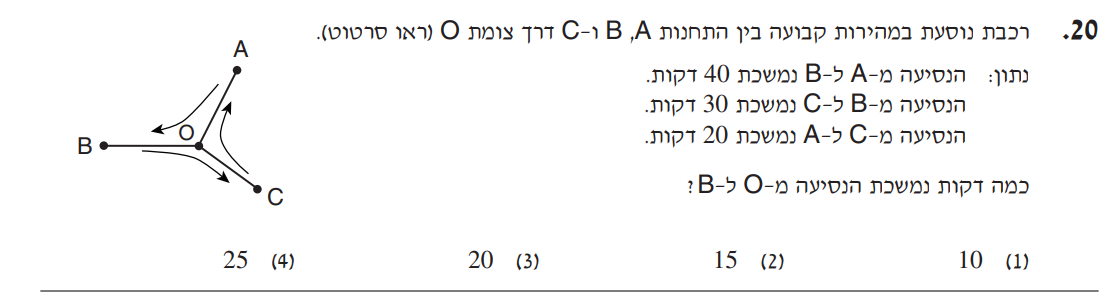 20. רכבת נוסעת במהירות קבועה בין התחנות A, B ו-C דרך צומת O (ראו סרטוט).
נתון: הנסיעה מ-A ל-B נמשכת 40 דקות.
הנסיעה מ-B ל-C נמשכת 30 דקות.
הנסיעה מ-C ל-A נמשכת 20 דקות.
כמה דקות נמשכת הנסיעה מ-O ל-B?
A
B
O
C
(1) 10 (2) 15 (3) 20 (4) 25